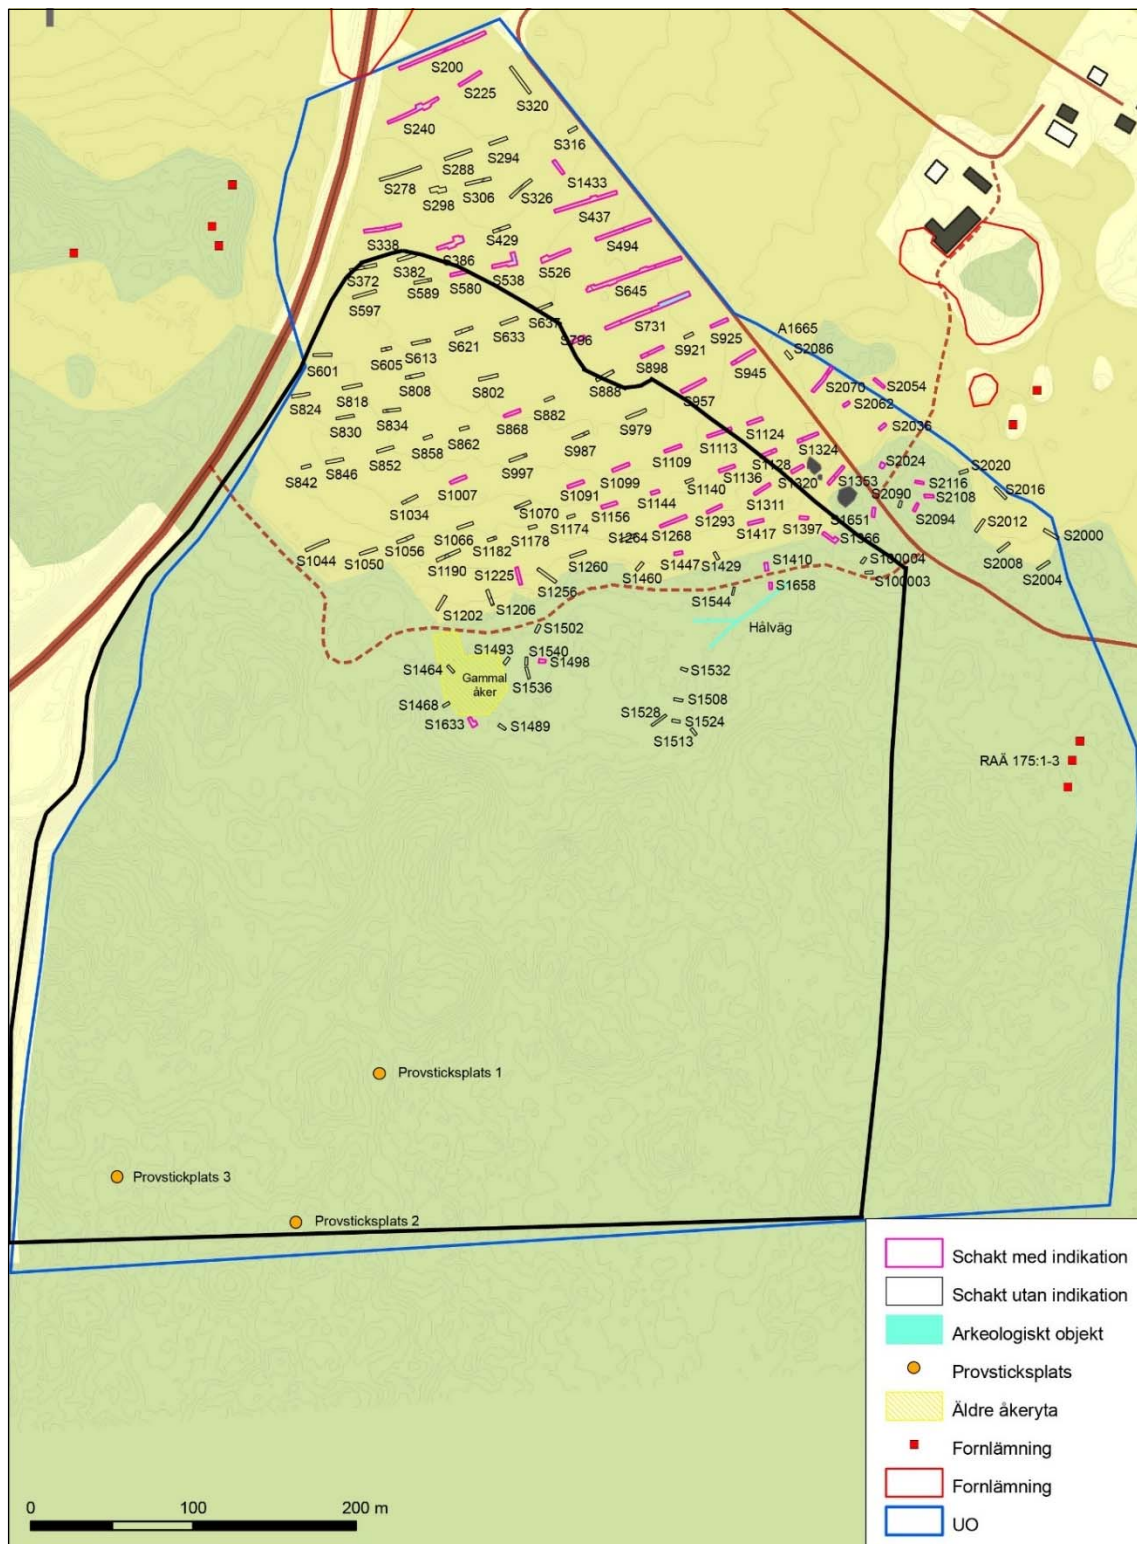 S200
S225
S320
S240
S316
S294
S288
S1433
S278
S298
S306
S326
S437
S338
S429
S494
S386
S382
S526
S372
S538
S589
S580
S645
S597
S637
S731
S633
S796
S925
A1665
S621
S921
S2086
S613
S605
S601
S898
S945
S808
S802
S888
S2070
S2054
S818
S957
S2062
S824
S882
S834
S830
S868
S979
S1124
S2036
S862
S858
S987
S1113
S1324
S852
S1109
S1128
S2024
S846
S997
S1136
S1320
S2020
S842
S1099
S1353
S2116
S1007
S1140
S2090
S2108
S2016
S1091
S1144
S1311
S1034
S1070
S1156
S1293
S1651
S2094
S1174
S1397
S2012
S1066
S1178
S1264
S1268
S1417
S1366
S2000
S1056
S1182
S1044
S1050
S1190
S1260
S1447
S1429
S1410
S100004
S2008
S1225
S1460
S100003
S2004
S1256
S1658
S1206
S1544
S1202
S1502
Hålväg
S1493
S1540
S1464
S1498
Gammal
åker
S1536
S1532
S1468
S1508
S1633
S1489
S1528
S1524
S1513
RAÄ 175:1-3
Provsticksplats 1
Provstickplats 3
Provsticksplats 2
Schakt med indikation
Schakt utan indikation
Arkeologiskt objekt
Provsticksplats
Äldre åkeryta
Fornlämning
Fornlämning
UO
0 100 200 m